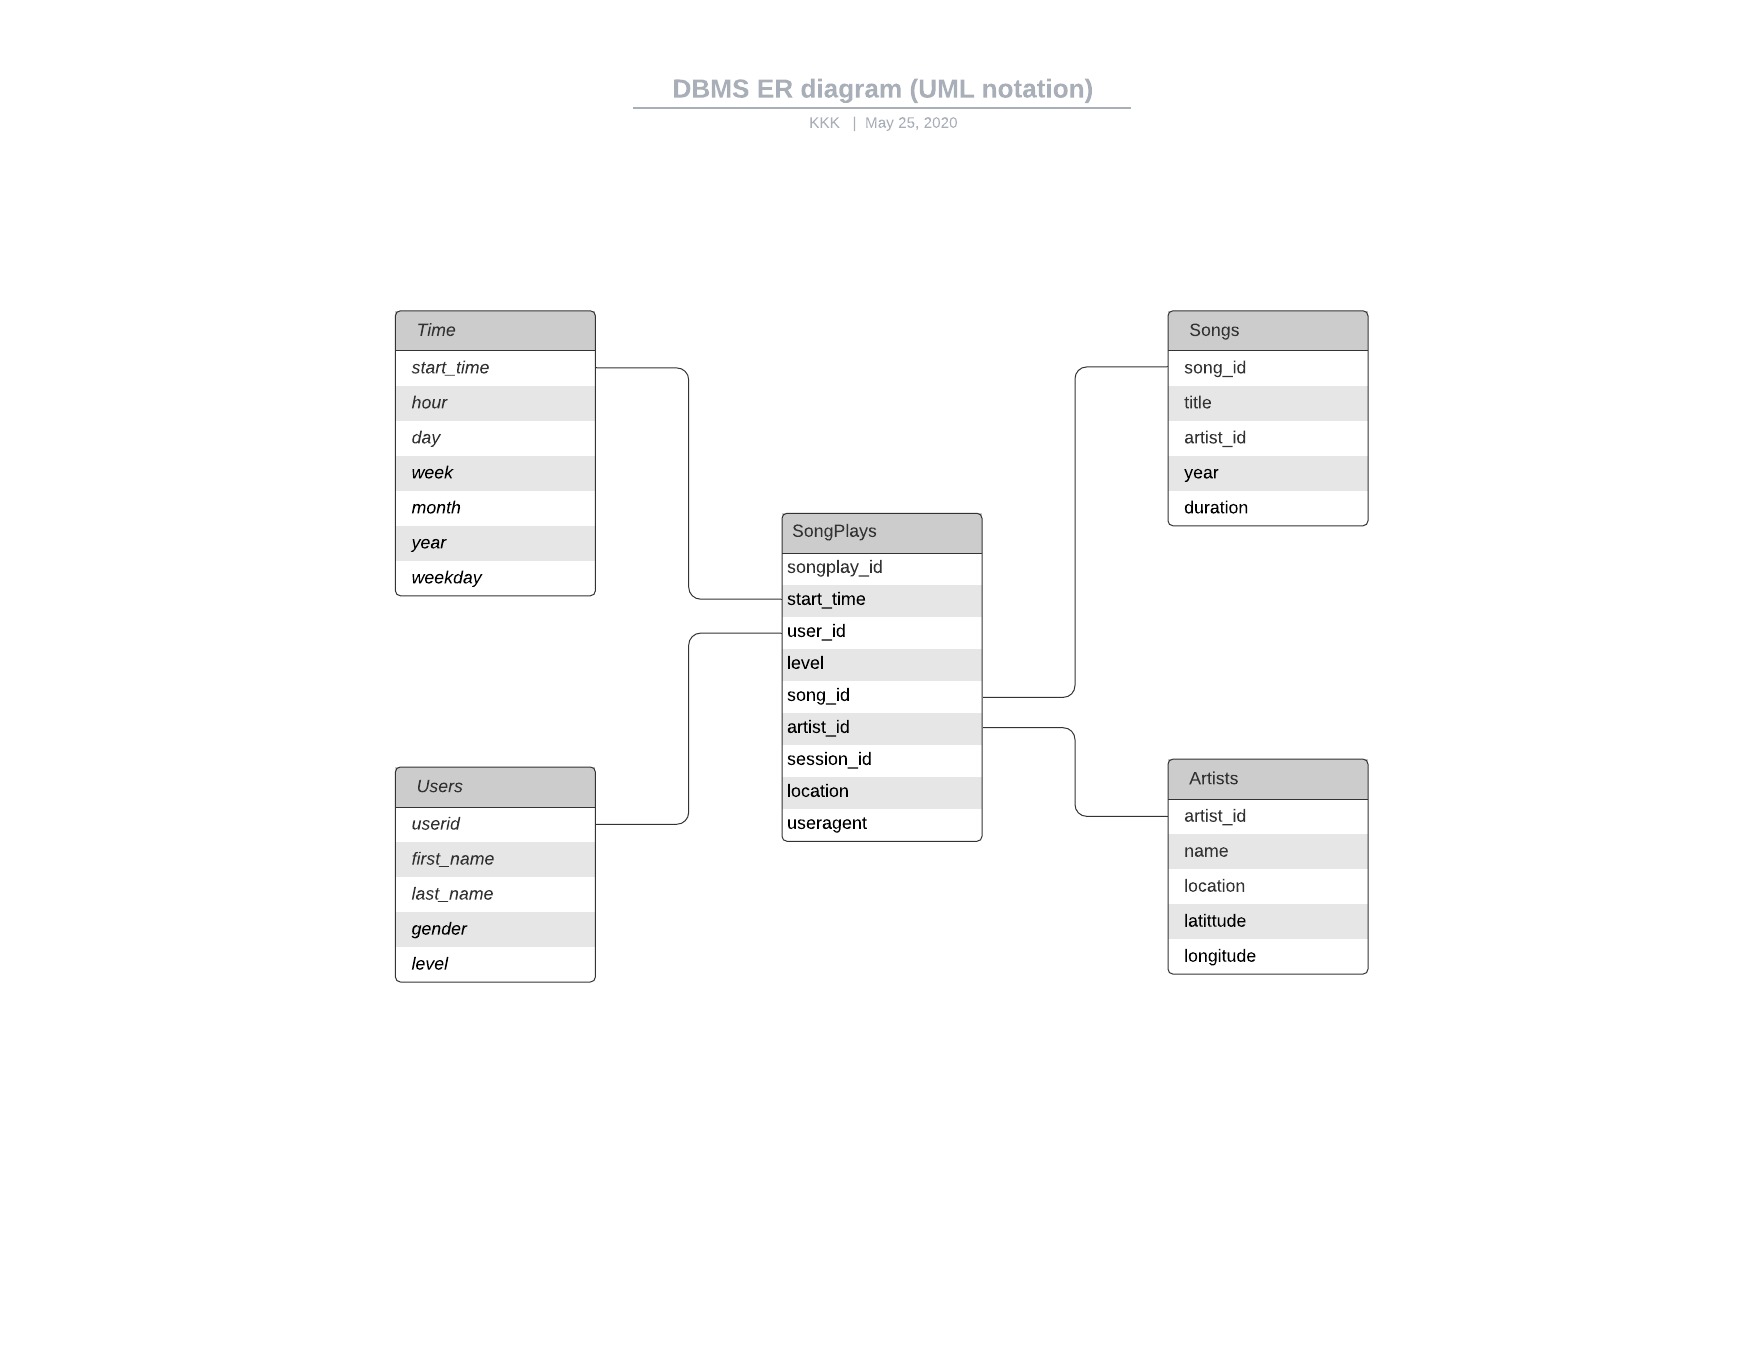 DBMS ER diagram (UML notation)
KKK | May 25, 2020
Time
start_time
hour
day
week
month
year
weekday
Songs
song_id
title
artist_id
year
duration
SongPlays
songplay_id
start_time
user_id
level
song_id
artist_id
session_id
location
useragent
Users
userid
first_name
last_name
gender
level
Artists
artist_id
name
location
latittude
longitude